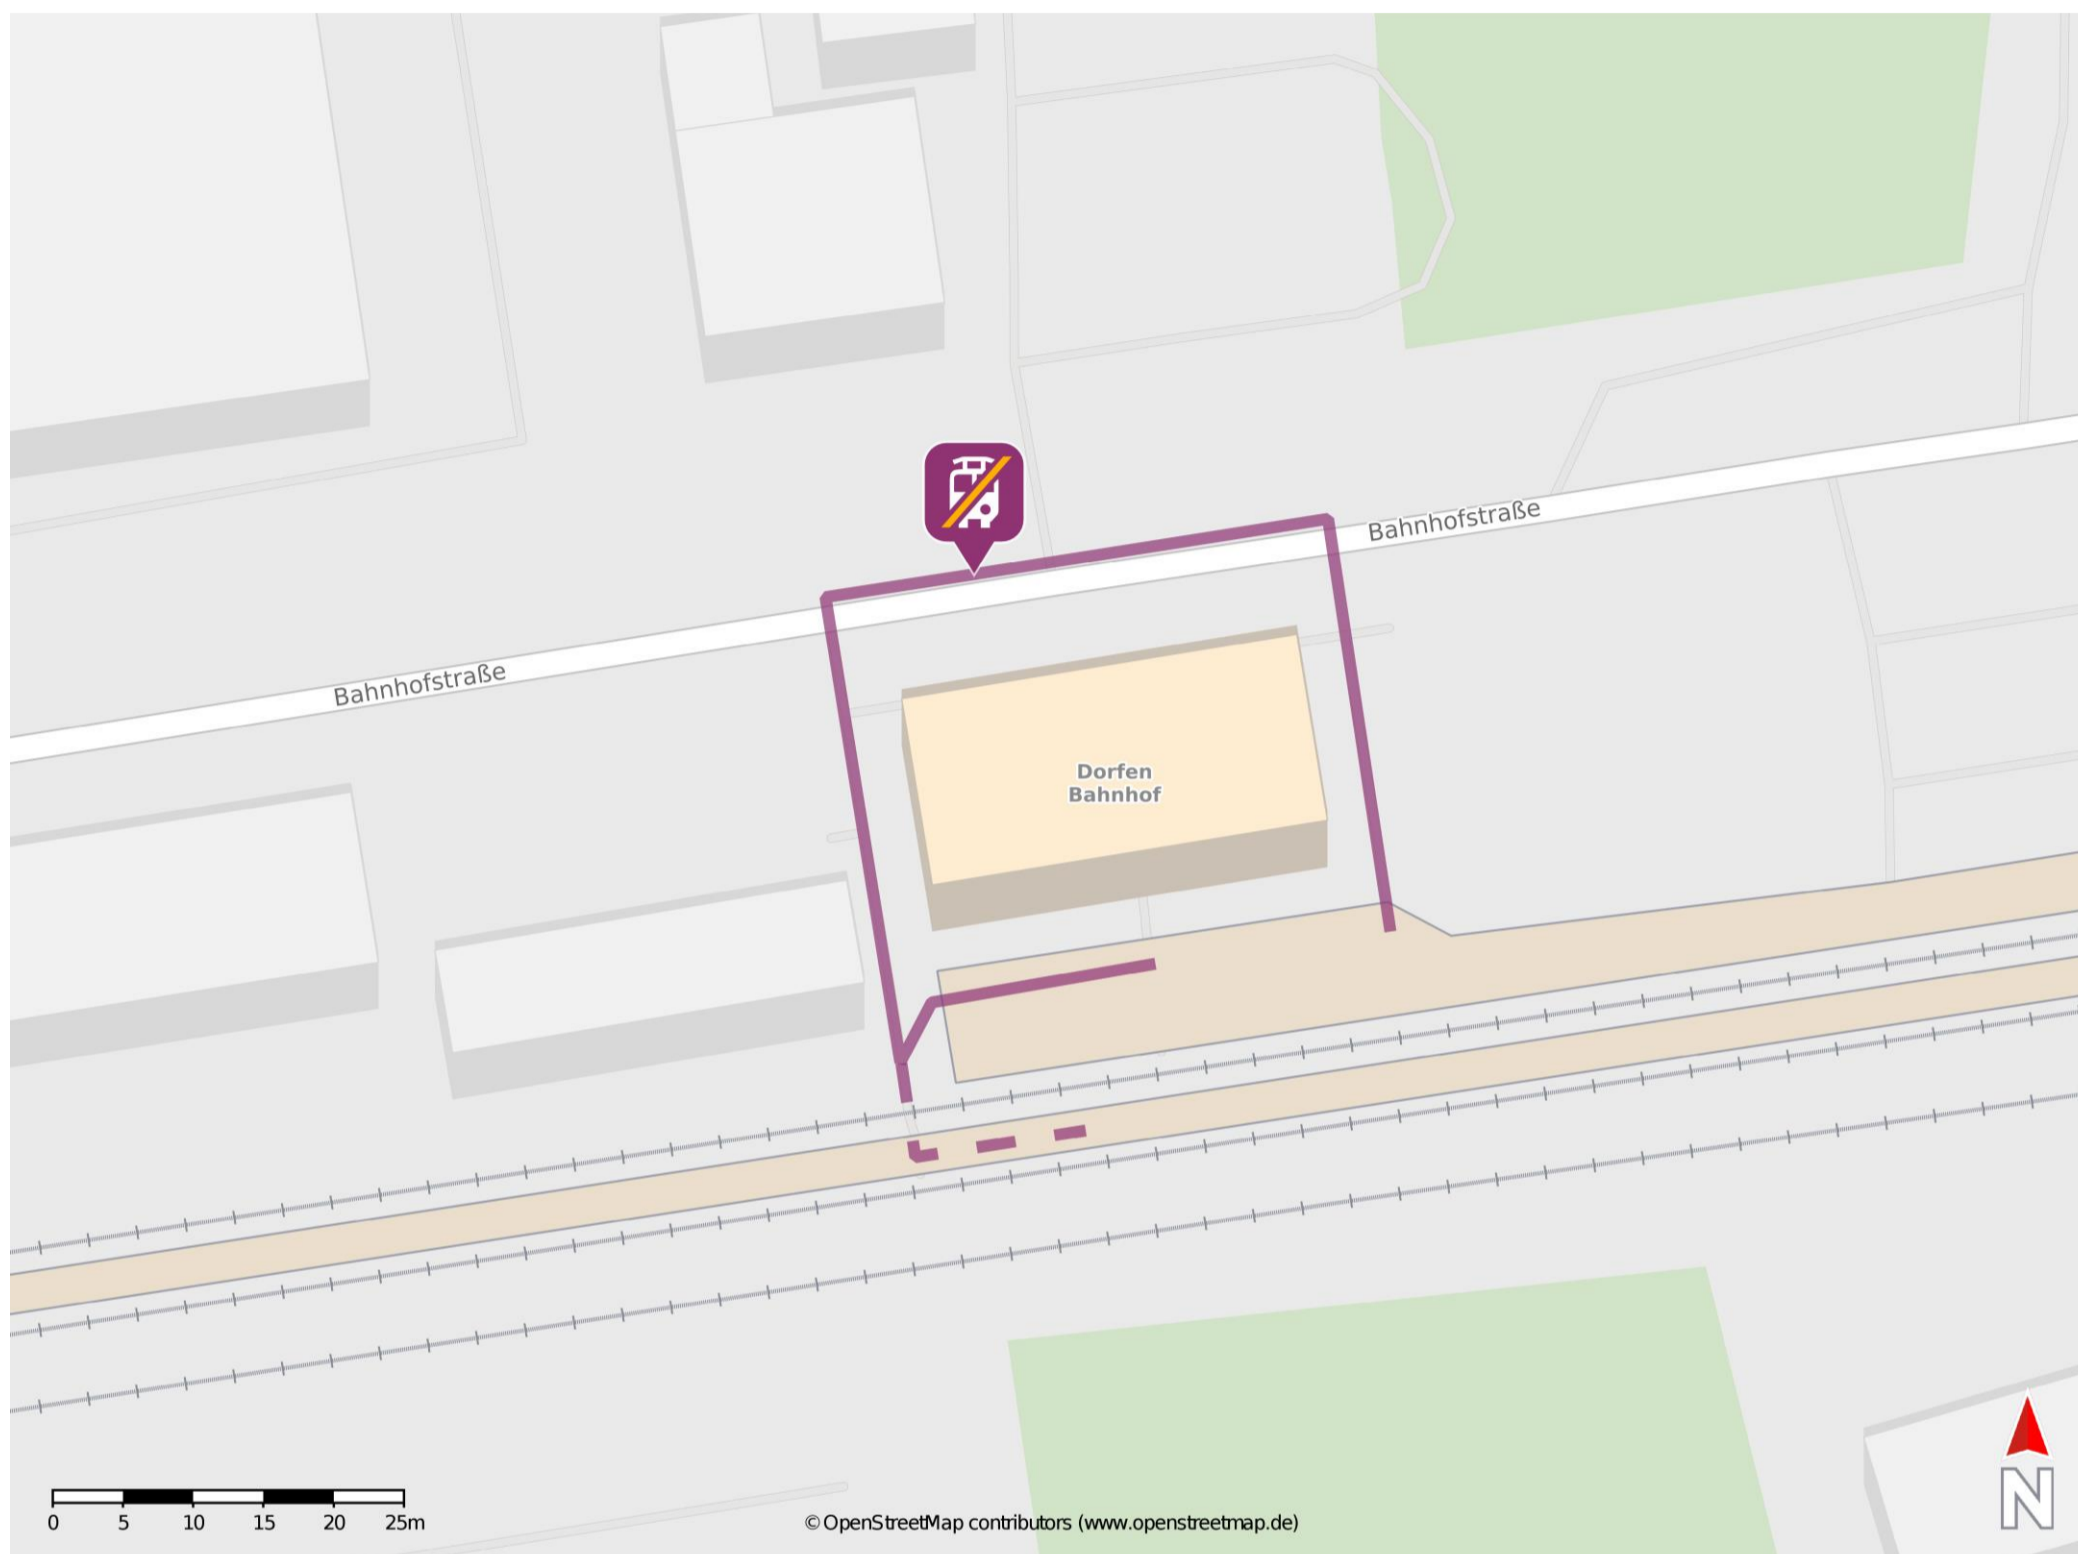 Bahnhofstraße
Bahnhofstraße
Dorfen
Bahnhof
0 5 10 15 20 25m
© OpenStreetMap contributors (www.openstreetmap.de)
N